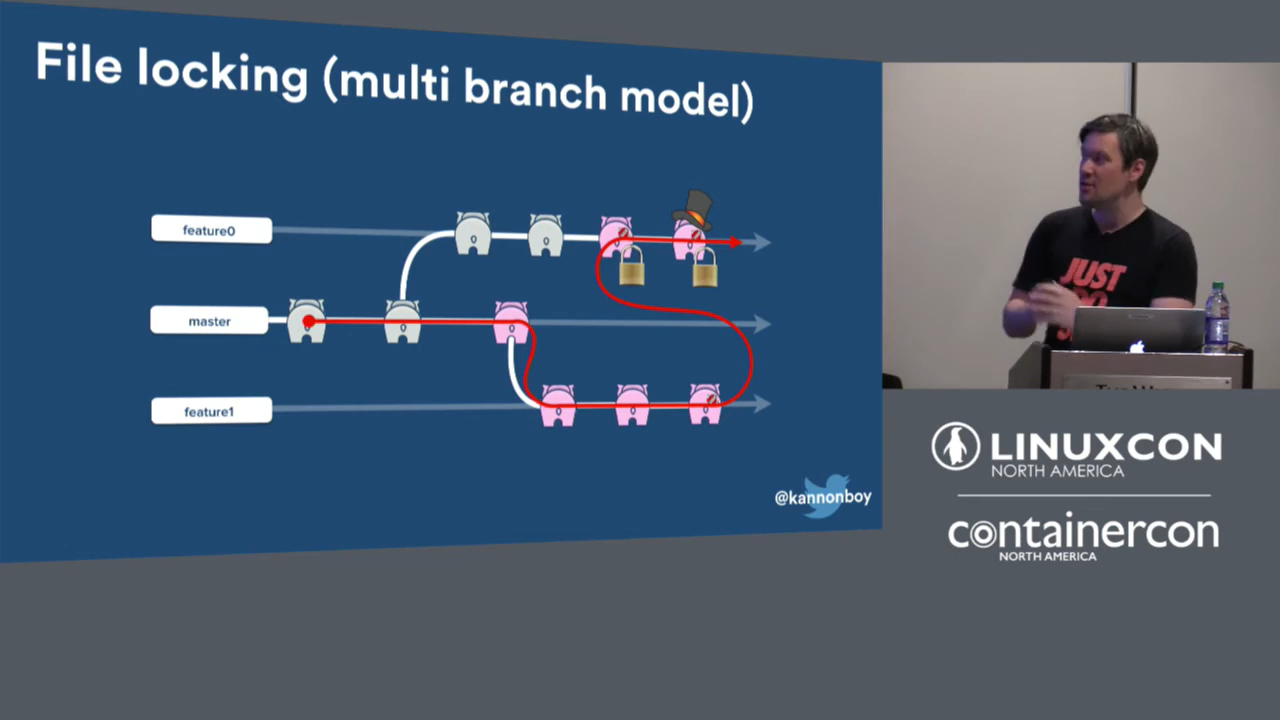 File locking (multi branch model)
feature0
master
feature1
@kannonboy
JUST
LINUXCON
NORTH AMERICA
containercon
NORTH AMERICA